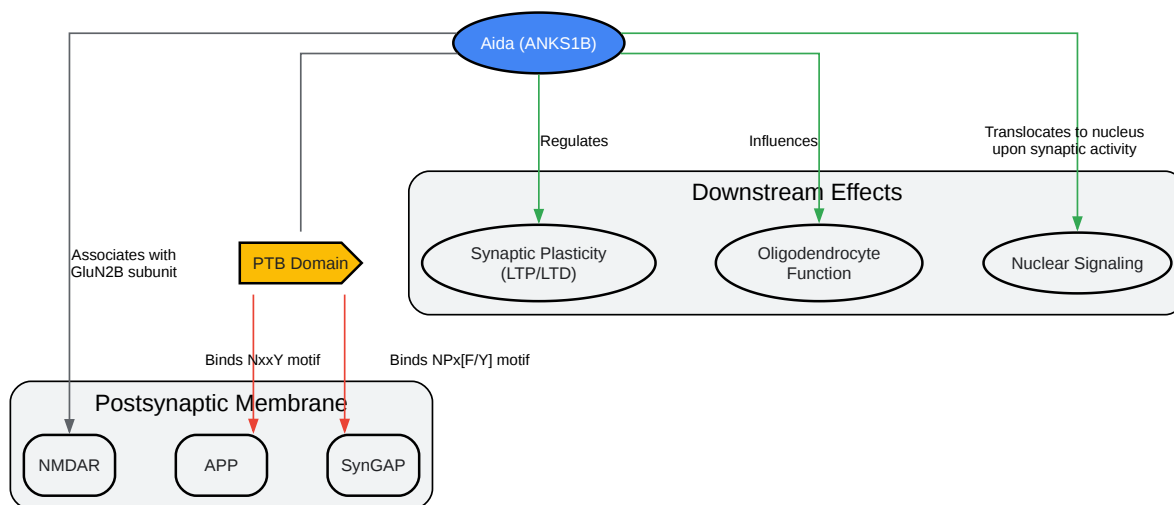 Aida (ANKS1B)
Regulates
Influences
Translocates to nucleus
upon synaptic activity
Downstream Effects
Synaptic Plasticity
(LTP/LTD)
Oligodendrocyte
Function
Nuclear Signaling
Associates with
GluN2B subunit
PTB Domain
Binds NxxY motif
Binds NPx[F/Y] motif
Postsynaptic Membrane
NMDAR
APP
SynGAP